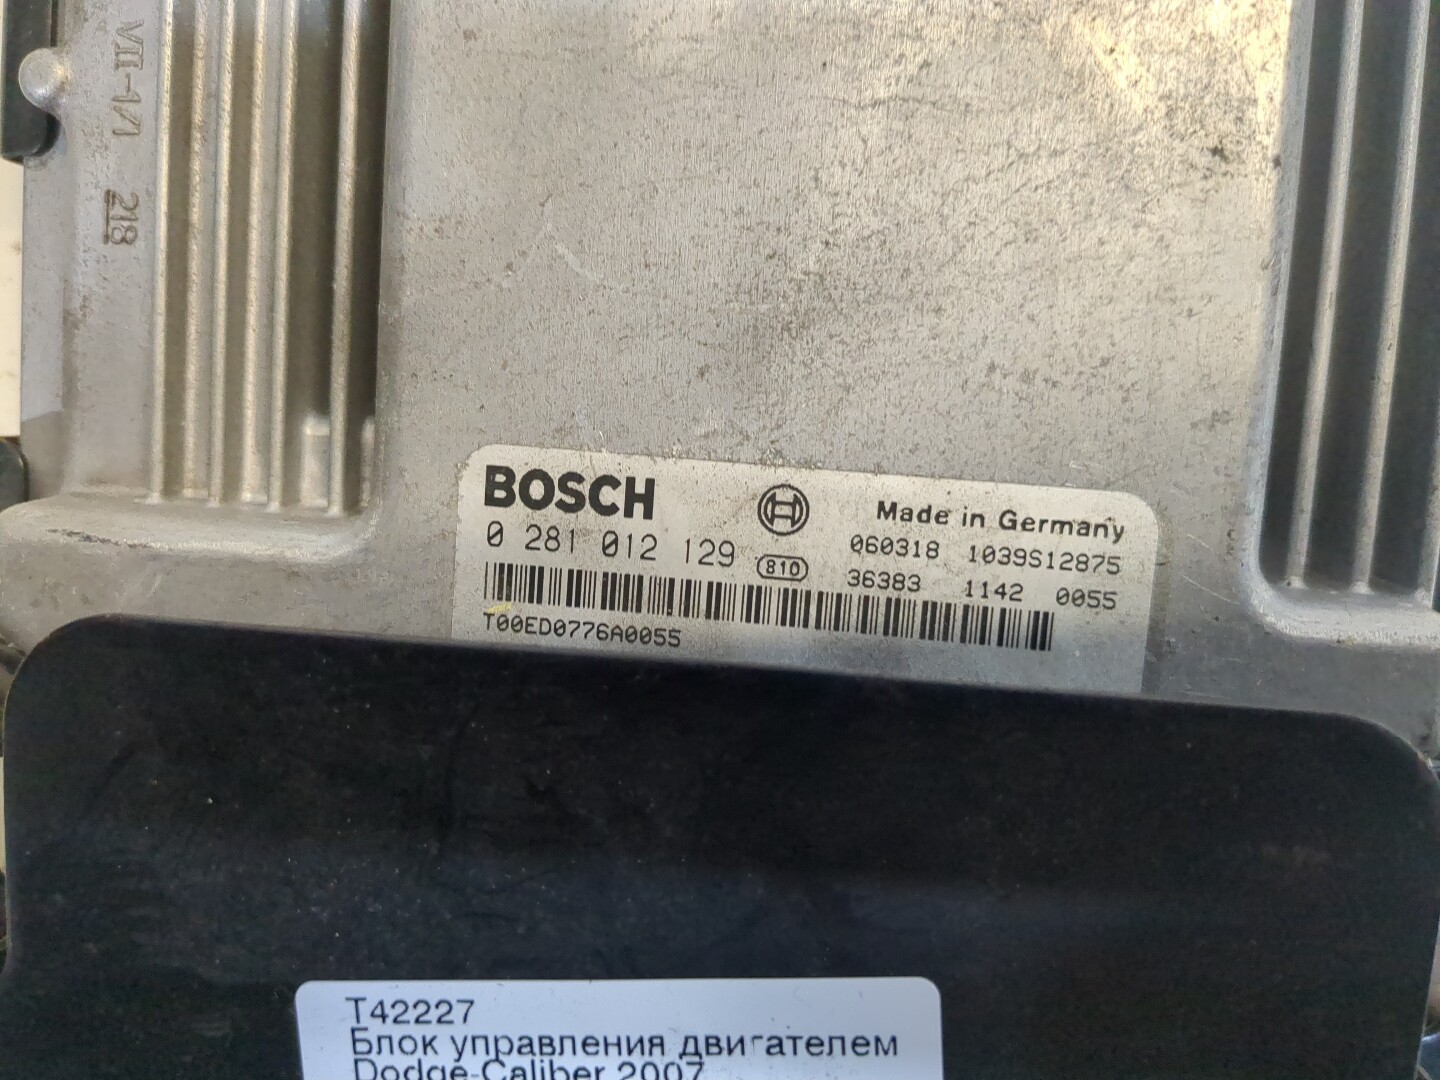 VII-1/1
218
BOSCH
Made in Germany
0 281 012 129
810
060318 1039S12875
36383 1142 0055
T00ED0776A0055
T42227
Блок управления двигателем
Dodge-Caliber 2007